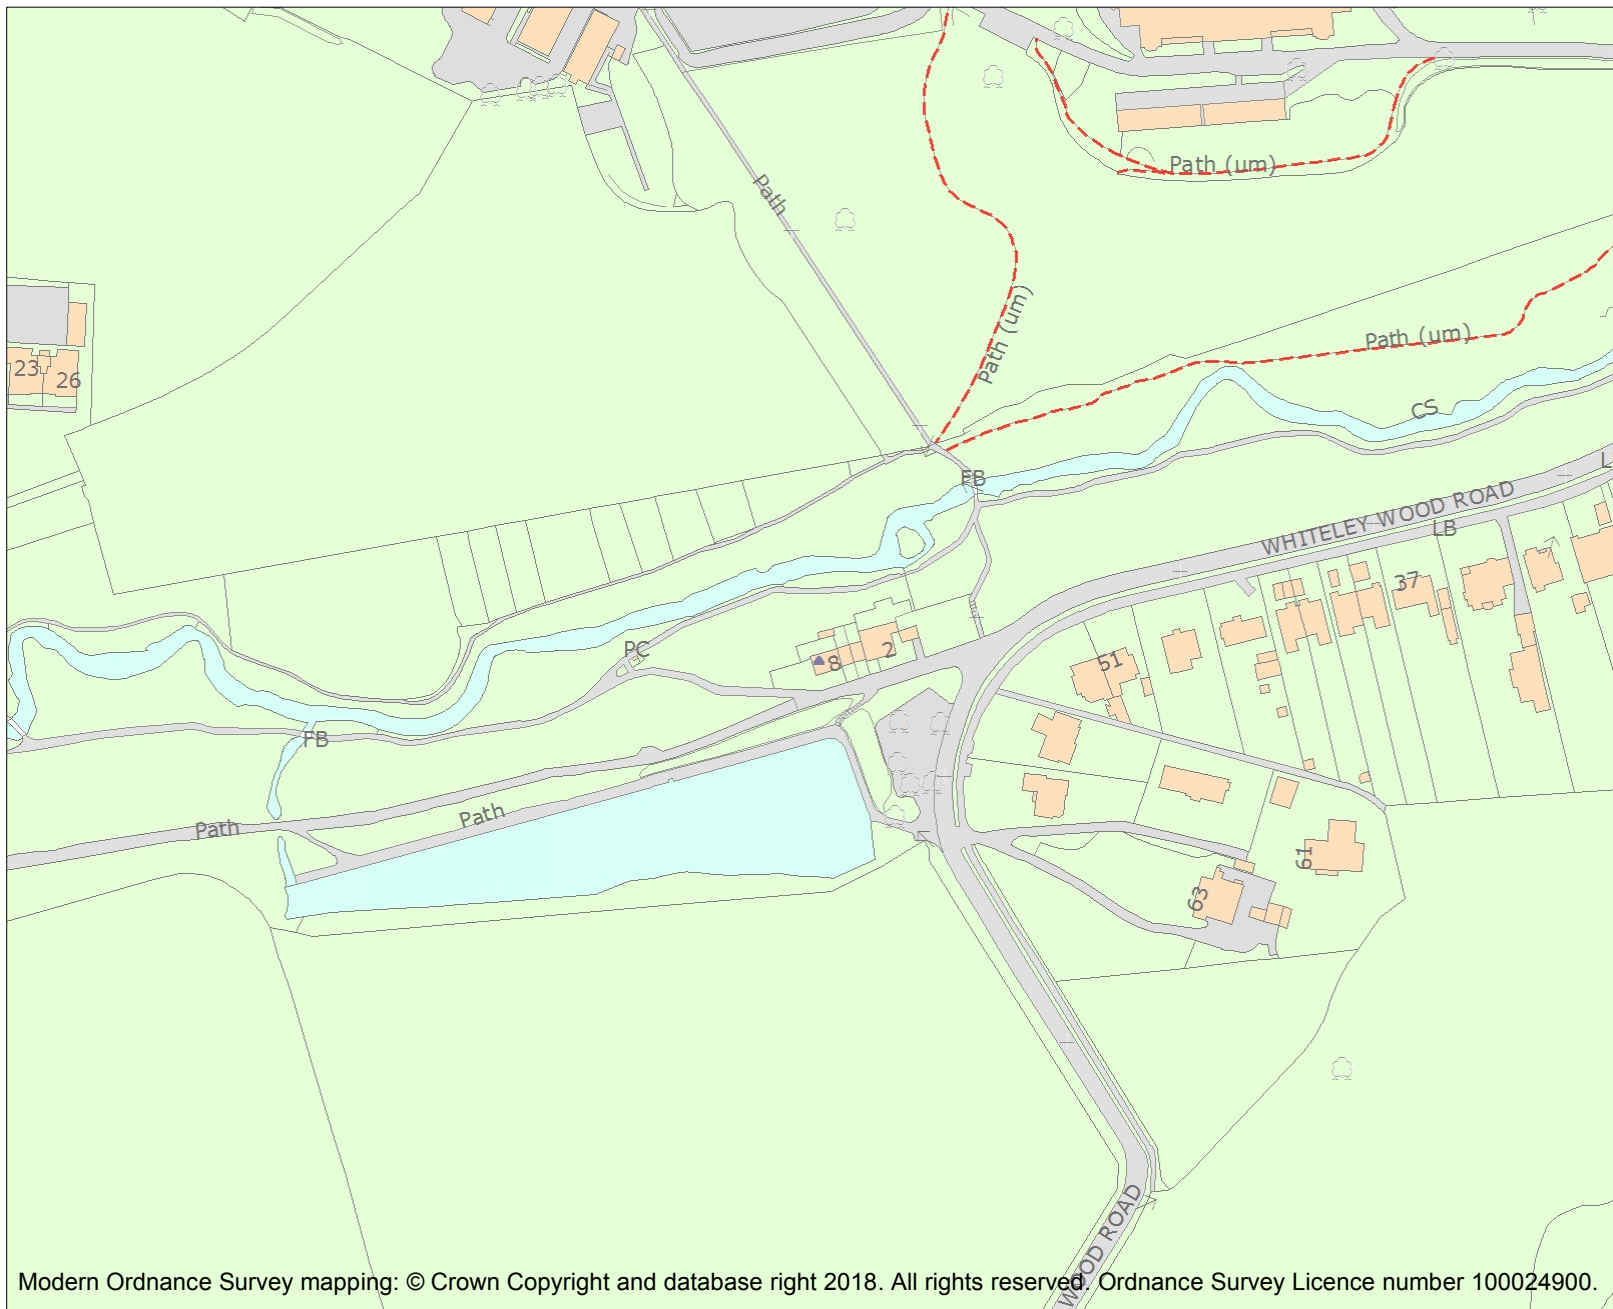 Path
Path (um)
Path (um)
Path (um)
23
26
CS
FB
L
WHITELEY WOOD ROAD
LB
37
PC
8
2
51
FB
Path
Path
61
63
WOOD ROAD
Modern Ordnance Survey mapping: © Crown Copyright and database right 2018. All rights reserved. Ordnance Survey Licence number 100024900.